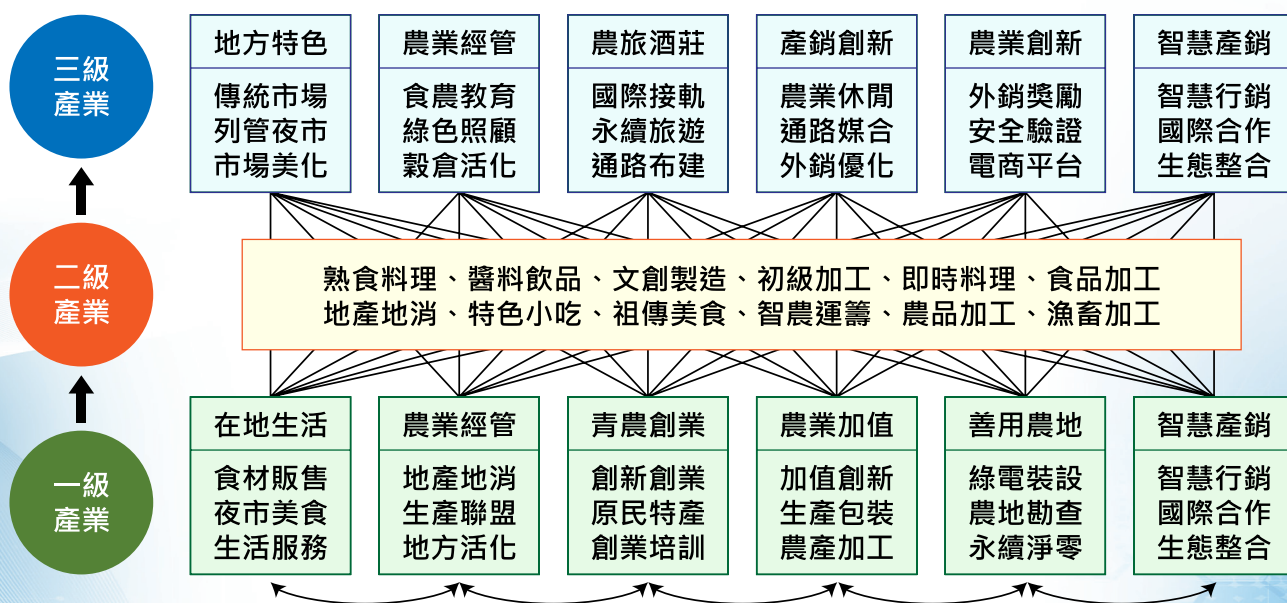 三級
產業
地方特色
傳統市場
列管夜市
市場美化
農業經管
食農教育
綠色照顧
穀倉活化
農旅酒莊
國際接軌
永續旅遊
通路布建
產銷創新
農業休閒
通路媒合
外銷優化
農業創新
外銷獎勵
安全驗證
電商平台
智慧產銷
智慧行銷
國際合作
生態整合
二級
產業
熟食料理、醬料飲品、文創製造、初級加工、即時料理、食品加工
地產地消、特色小吃、祖傳美食、智農運籌、農品加工、漁畜加工
一級
產業
在地生活
食材販售
夜市美食
生活服務
農業經管
地產地消
生產聯盟
地方活化
青農創業
創新創業
原民特產
創業培訓
農業加值
加值創新
生產包裝
農產加工
善用農地
綠電裝設
農地勘查
永續淨零
智慧產銷
智慧行銷
國際合作
生態整合